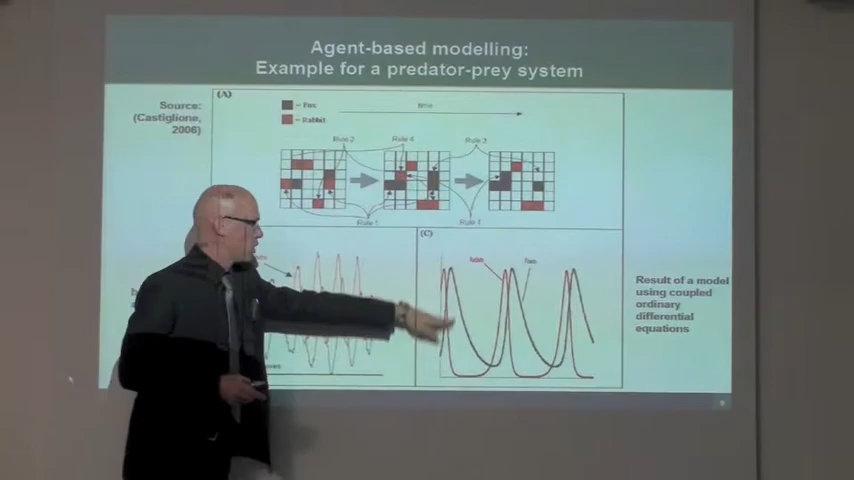 Agent-based modelling:
Example for a predator-prey system
Source:
(Castiglione,
2006)
(A)
= Fox
= Rabbit
time
Rule 2
Rule 4
Rule 3
Rule 1
Rule 1
(C)
fox
Result of a model
using coupled
ordinary
differential
equations